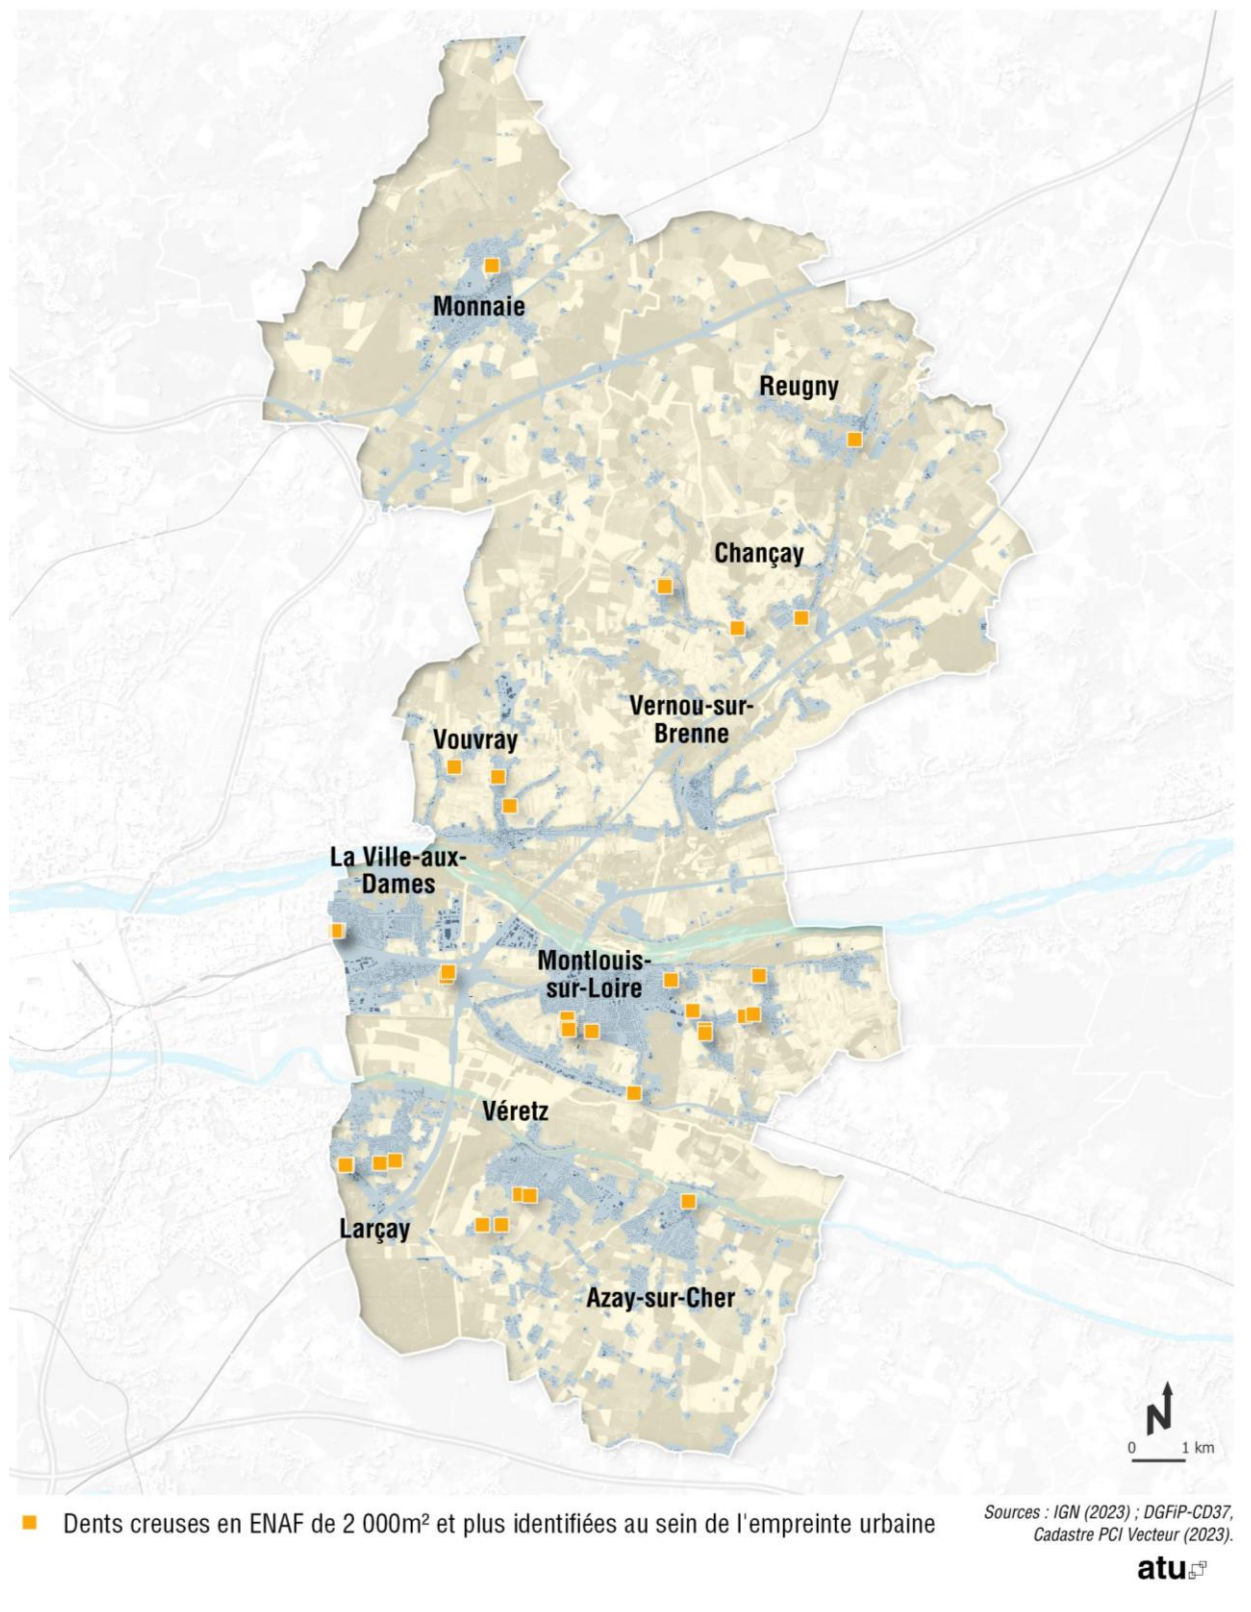 Monnaie
Reugny
Chançay
Vernou-sur-
Brenne
Vouvray
La Ville-aux-
Dames
Montlouis-
sur-Loire
Véretz
Larçay
Azay-sur-Cher
N
0 1 km
Dents creuses en ENAF de 2 000m² et plus identifiées au sein de l'empreinte urbaine
Sources : IGN (2023) ; DGFiP-CD37,
Cadastre PCI Vecteur (2023).
atu